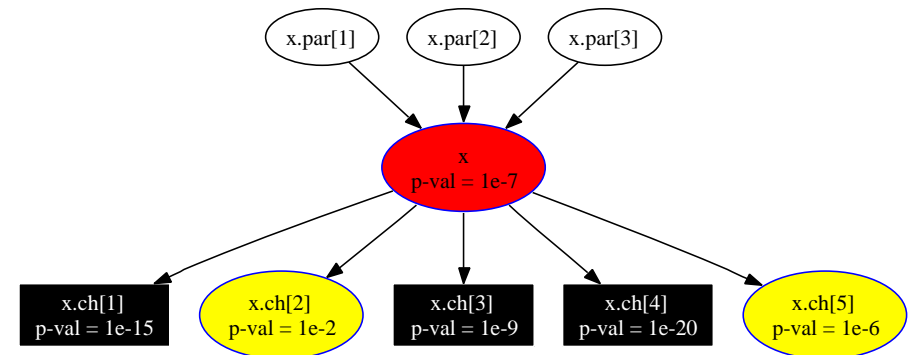 x.par[1] x.par[2] x.par[3]
x
p-val = 1e-7
x.ch[1] x.ch[2] x.ch[3] x.ch[4] x.ch[5]
p-val = 1e-15 p-val = 1e-2 p-val = 1e-9 p-val = 1e-20 p-val = 1e-6